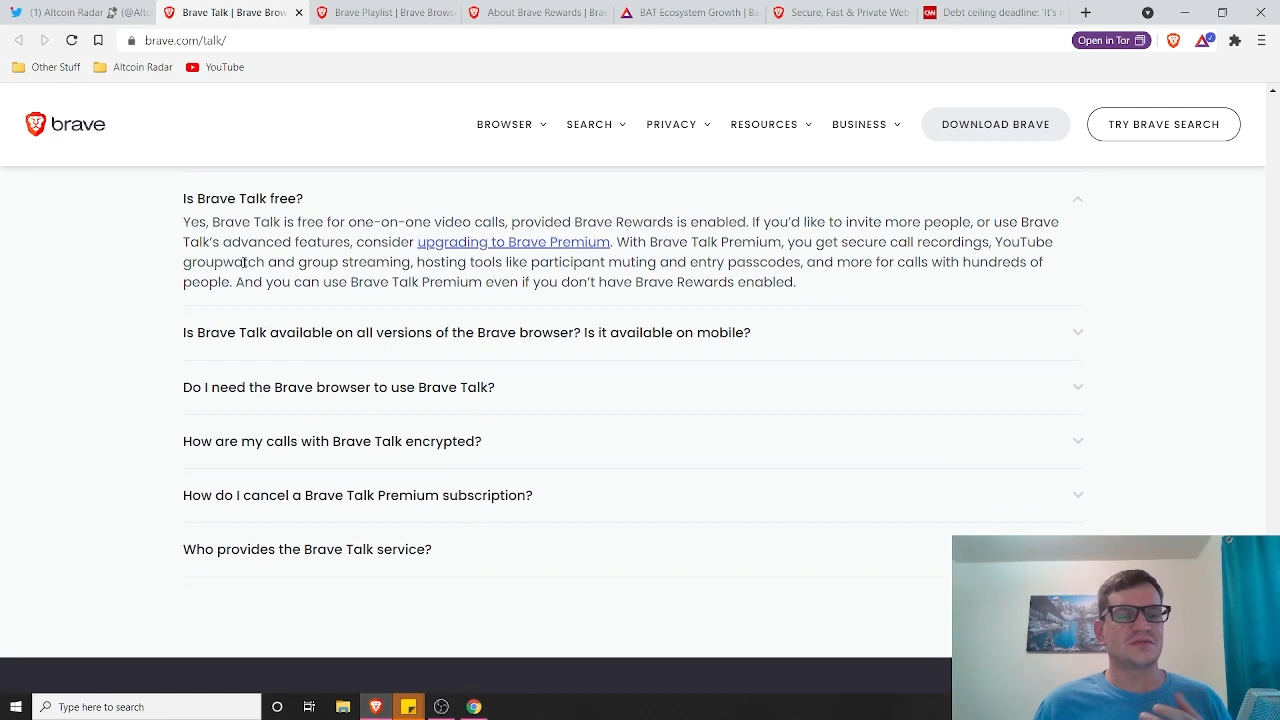 (1) Altcoin Radar
(@Altc
Brave Talk | Brave Brow
Brave Playlist | Brave Browse
About Brave Rewards | Brav
BAT Ecosystem Growth | Ba
Secure, Fast & Private Web
CNN
Debt ceiling deadline: 'It's n
brave.com/talk/
Open in Tor
Other Stuff
Altcoin Radar
YouTube
brave
BROWSER
SEARCH
PRIVACY
RESOURCES
BUSINESS
DOWNLOAD BRAVE
TRY BRAVE SEARCH
Is Brave Talk free?
Yes, Brave Talk is free for one-on-one video calls, provided Brave Rewards is enabled. If you'd like to invite more people, or use Brave
Talk's advanced features, consider upgrading to Brave Premium. With Brave Talk Premium, you get secure call recordings, YouTube
groupwatch and group streaming, hosting tools like participant muting and entry passcodes, and more for calls with hundreds of
people. And you can use Brave Talk Premium even if you don't have Brave Rewards enabled.
Is Brave Talk available on all versions of the Brave browser? Is it available on mobile?
Do I need the Brave browser to use Brave Talk?
How are my calls with Brave Talk encrypted?
How do I cancel a Brave Talk Premium subscription?
Who provides the Brave Talk service?
Type here to search